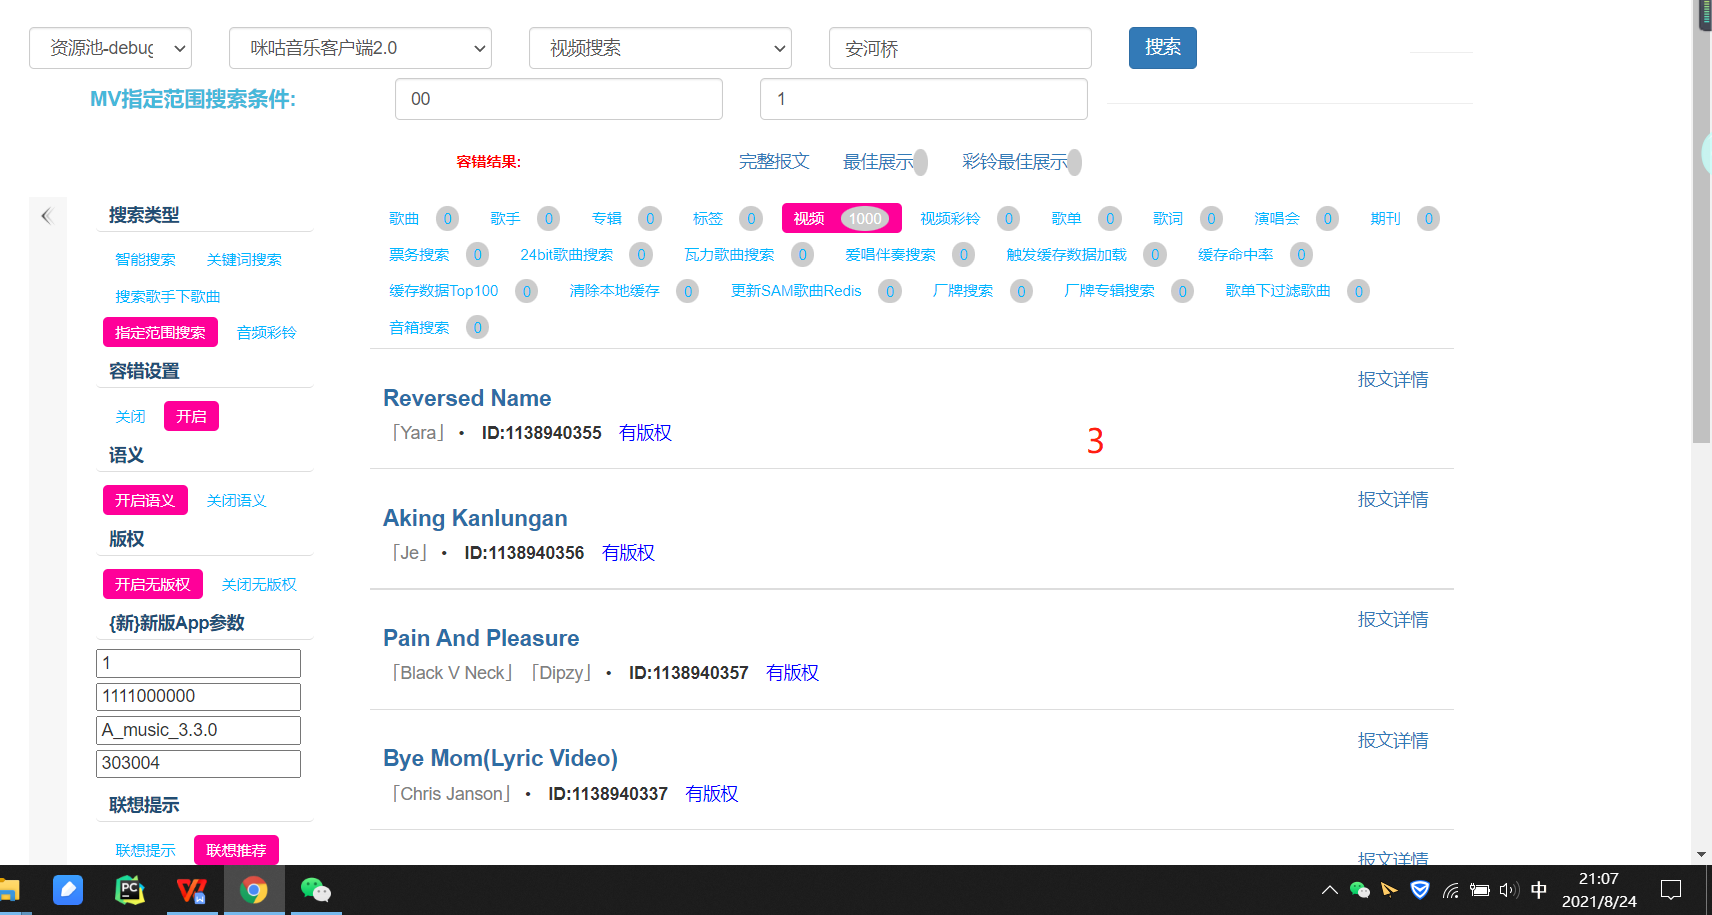 资源池-debug 咪咕音乐客户端2.0 视频搜索 安河桥 搜索
MV指定范围搜索条件: 00 1
容错结果: 完整报文 最佳展示 彩铃最佳展示
搜索类型
智能搜索 关键词搜索
搜索歌手下歌曲
指定范围搜索 音频彩铃
容错设置
关闭 开启
语义
开启语义 关闭语义
版权
开启无版权 关闭无版权
{新}新版App参数
1
1111000000
A_music_3.3.0
303004
联想提示
联想提示 联想推荐
歌曲 0 歌手 0 专辑 0 标签 0 视频 1000 视频彩铃 0 歌单 0 歌词 0 演唱会 0 期刊 0
票务搜索 0 24bit歌曲搜索 0 瓦力歌曲搜索 0 爱唱伴奏搜索 0 触发缓存数据加载 0 缓存命中率 0
缓存数据Top100 0 清除本地缓存 0 更新SAM歌曲Redis 0 厂牌搜索 0 厂牌专辑搜索 0 歌单下过滤歌曲 0
音箱搜索 0
报文详情
Reversed Name
「Yara」 • ID:1138940355 有版权
3
报文详情
Aking Kanlungan
「Je」 • ID:1138940356 有版权
报文详情
Pain And Pleasure
「Black V Neck」 「Dipzy」 • ID:1138940357 有版权
报文详情
Bye Mom(Lyric Video)
「Chris Janson」 • ID:1138940337 有版权
报文详情
PC
W
中
21:07
2021/8/24